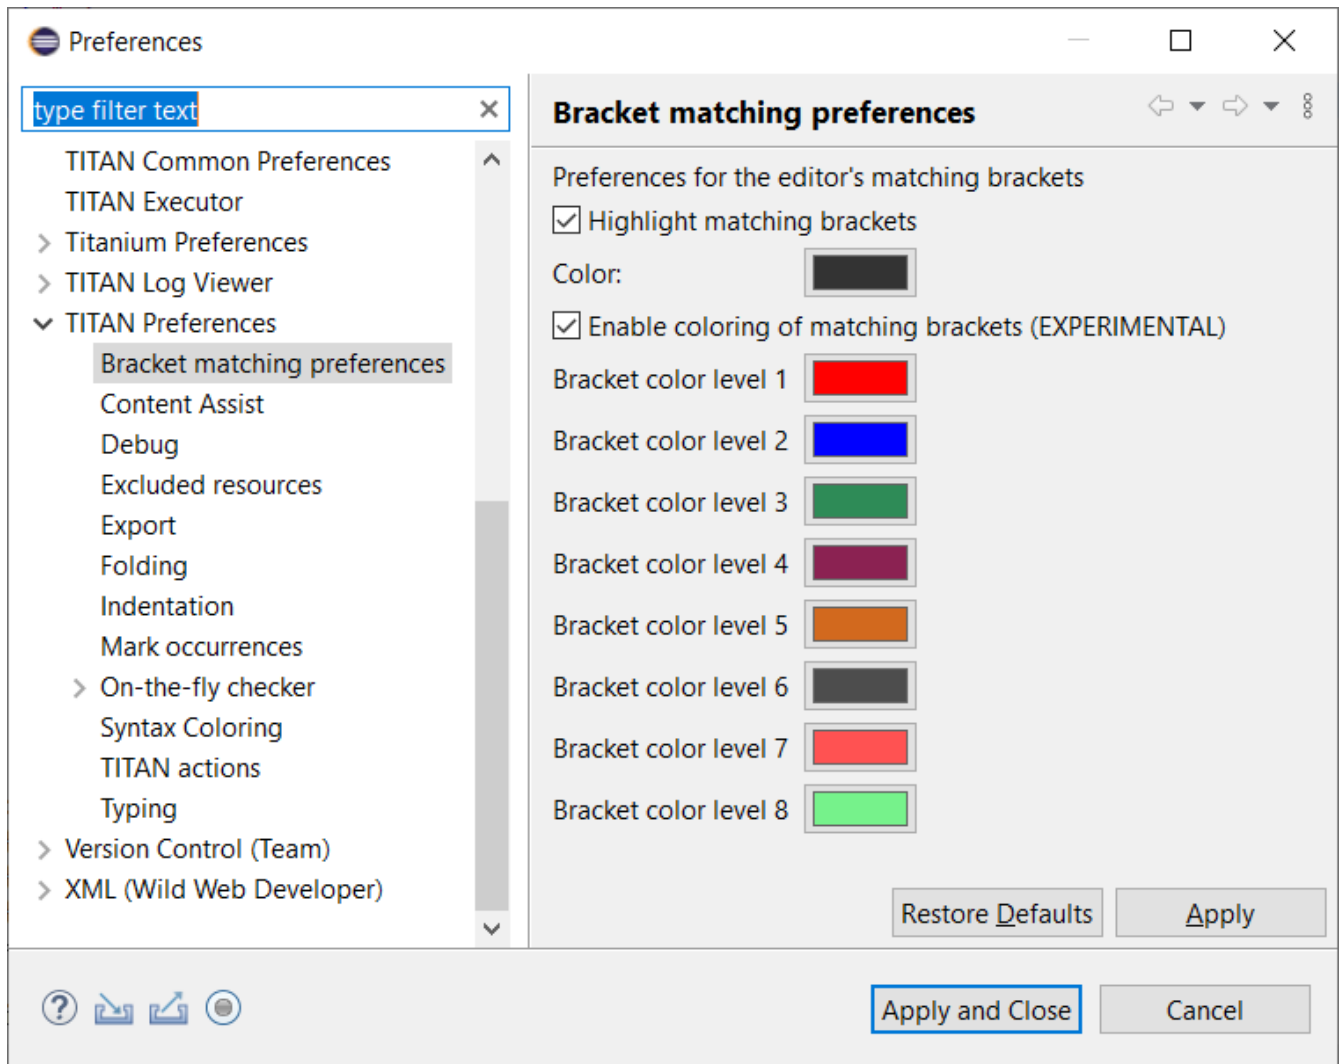 Preferences
type filter text
TITAN Common Preferences
TITAN Executor
Titanium Preferences
TITAN Log Viewer
TITAN Preferences
Bracket matching preferences
Content Assist
Debug
Excluded resources
Export
Folding
Indentation
Mark occurrences
On-the-fly checker
Syntax Coloring
TITAN actions
Typing
Version Control (Team)
XML (Wild Web Developer)
Bracket matching preferences
Preferences for the editor's matching brackets
Highlight matching brackets
Color:
Enable coloring of matching brackets (EXPERIMENTAL)
Bracket color level 1
Bracket color level 2
Bracket color level 3
Bracket color level 4
Bracket color level 5
Bracket color level 6
Bracket color level 7
Bracket color level 8
Restore Defaults
Apply
Apply and Close
Cancel